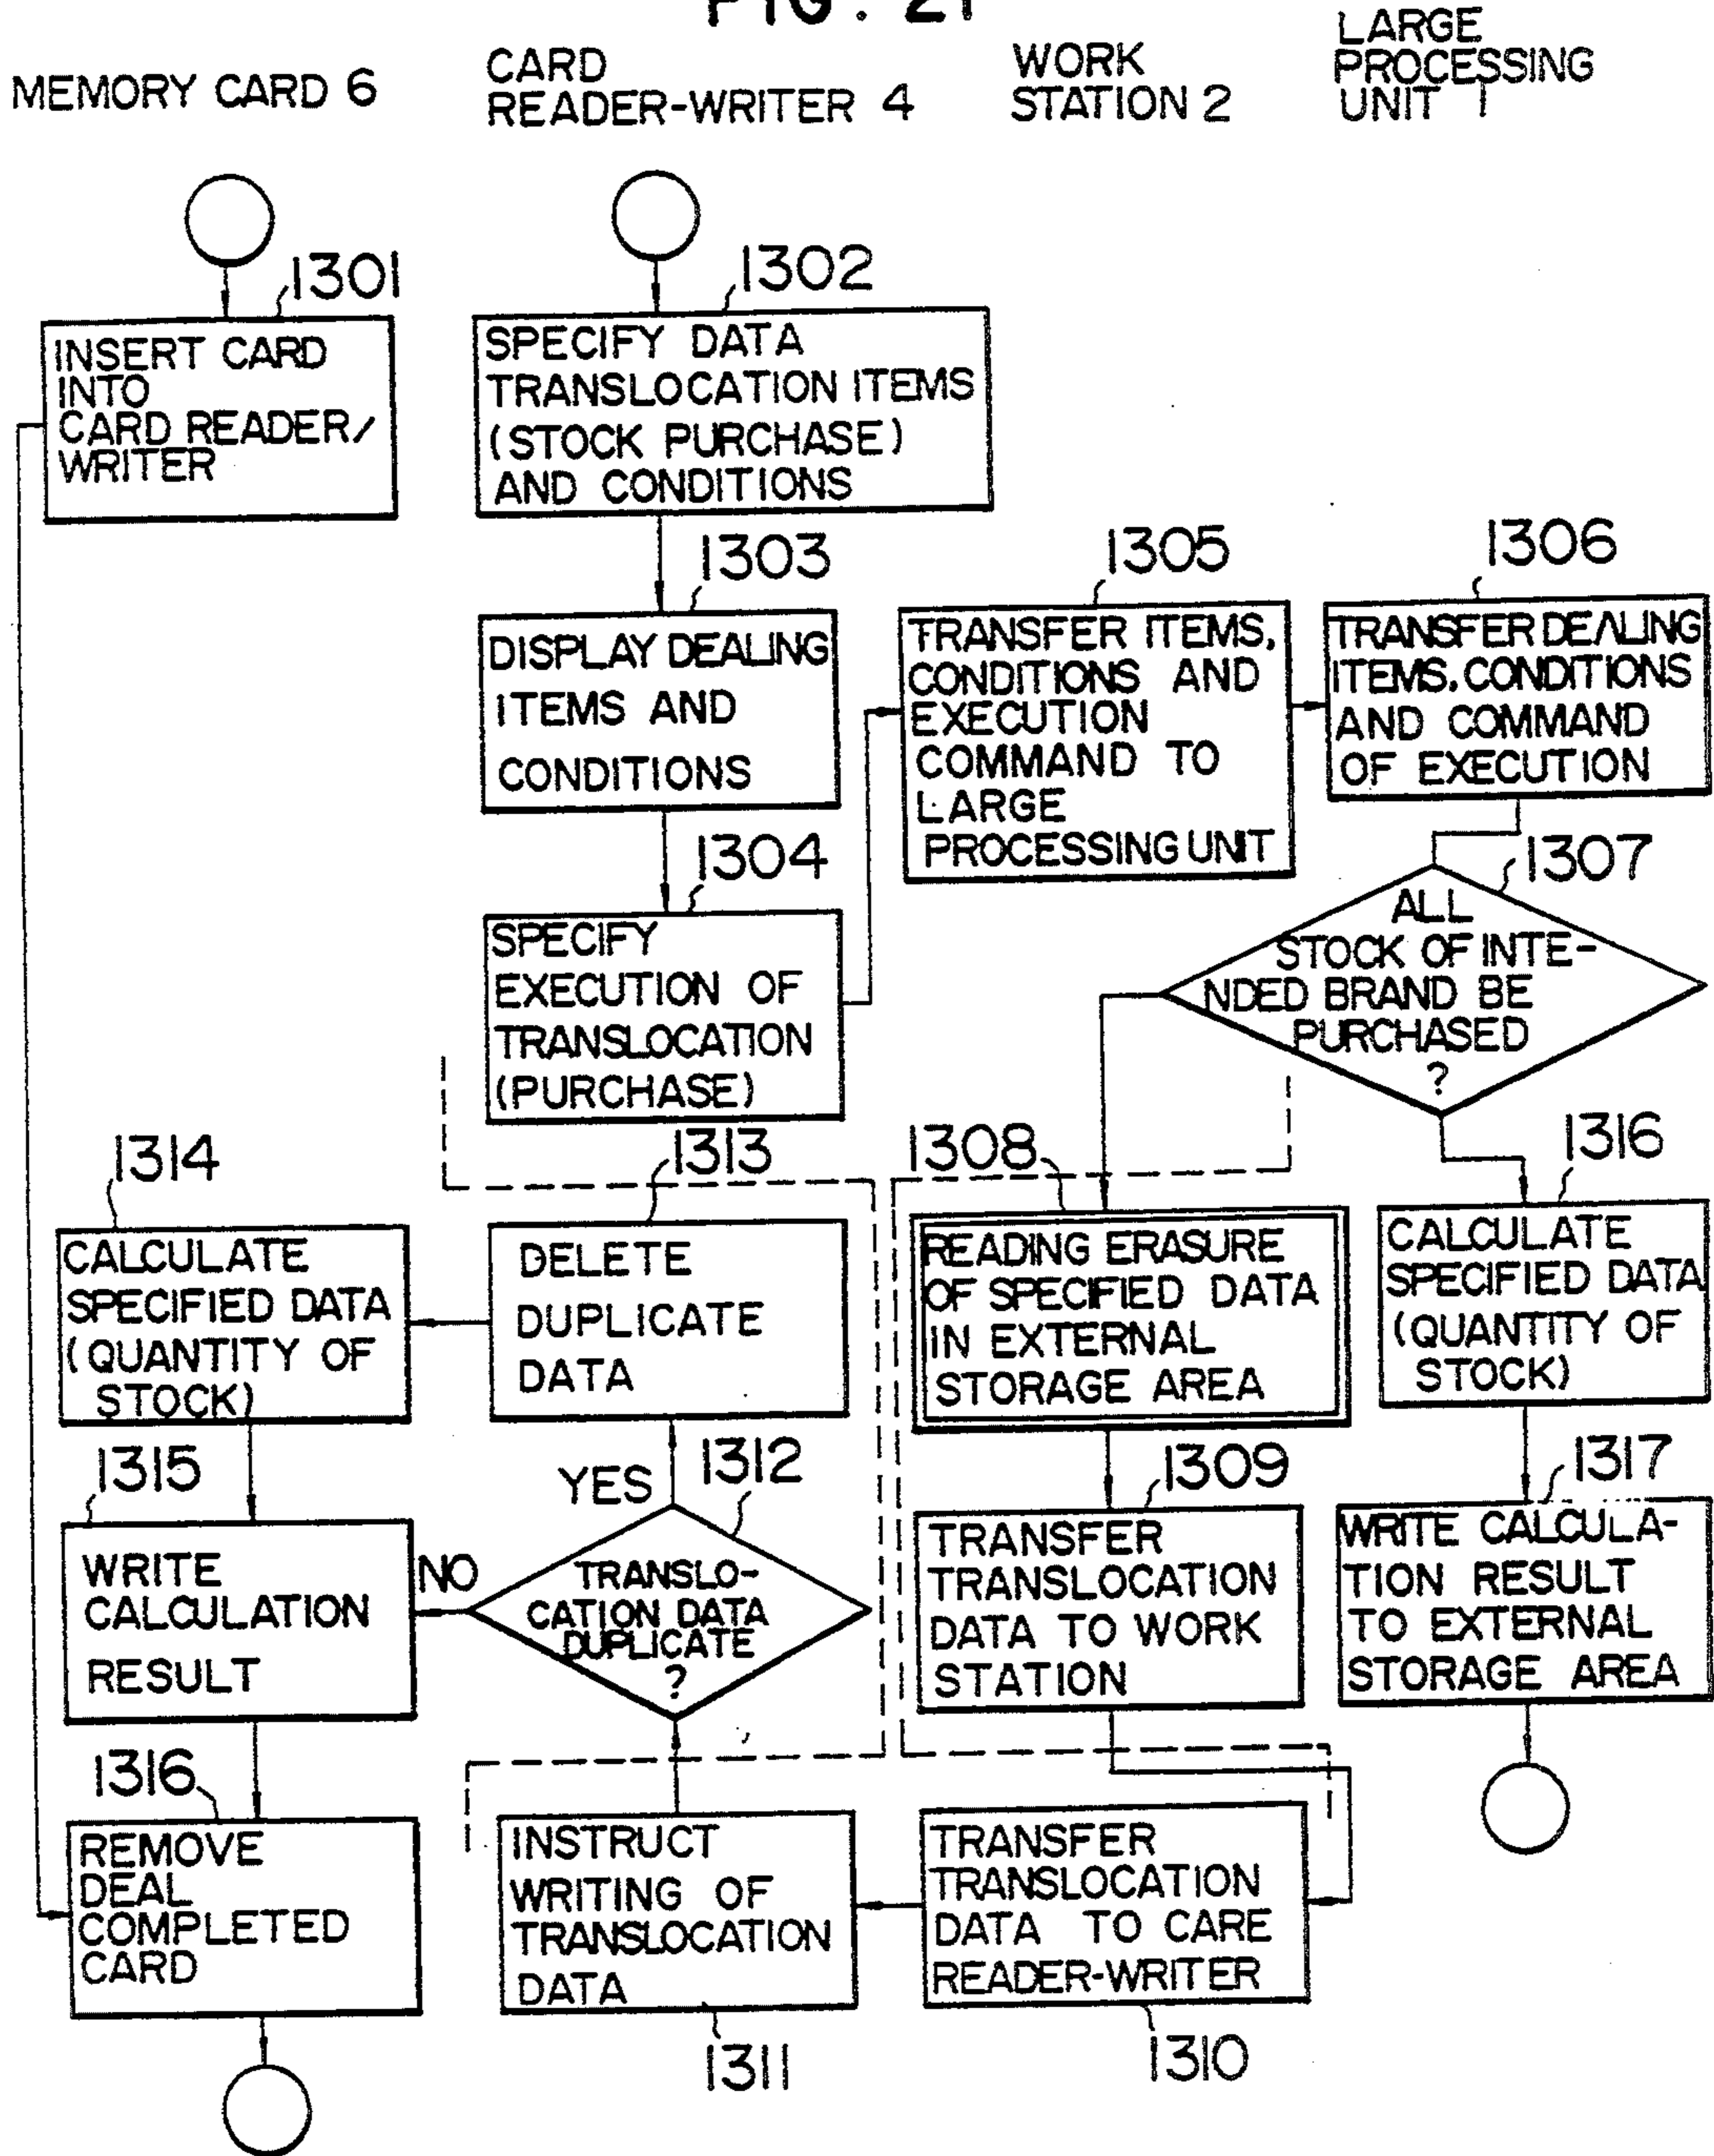 FIG. 21
MEMORY CARD 6
CARD
READER-WRITER 4
WORK
STATION 2
LARGE
PROCESSING
UNIT 1
1301
INSERT CARD
INTO
CARD READER/
WRITER
1302
SPECIFY DATA
TRANSLOCATION ITEMS
(STOCK PURCHASE)
AND CONDITIONS
1303
DISPLAY DEALING
ITEMS AND
CONDITIONS
1304
SPECIFY
EXECUTION OF
TRANSLOCATION
(PURCHASE)
1305
TRANSFER ITEMS,
CONDITIONS AND
EXECUTION
COMMAND TO
LARGE
PROCESSING UNIT
1306
TRANSFER DEALING
ITEMS, CONDITIONS
AND COMMAND
OF EXECUTION
1307
ALL
STOCK OF INTE-
NDED BRAND BE
PURCHASED
?
1308
READING ERASURE
OF SPECIFIED DATA
IN EXTERNAL
STORAGE AREA
1309
TRANSFER
TRANSLOCATION
DATA TO WORK
STATION
1310
TRANSFER
TRANSLOCATION
DATA TO CARE
READER-WRITER
1311
INSTRUCT
WRITING OF
TRANSLOCATION
DATA
1312
TRANSLO-
CATION DATA
DUPLICATE
?
YES
NO
1313
DELETE
DUPLICATE
DATA
1314
CALCULATE
SPECIFIED DATA
(QUANTITY OF
STOCK)
1315
WRITE
CALCULATION
RESULT
1316
REMOVE
DEAL
COMPLETED
CARD
1316
CALCULATE
SPECIFIED DATA
(QUANTITY OF
STOCK)
1317
WRITE CALCULA-
TION RESULT
TO EXTERNAL
STORAGE AREA